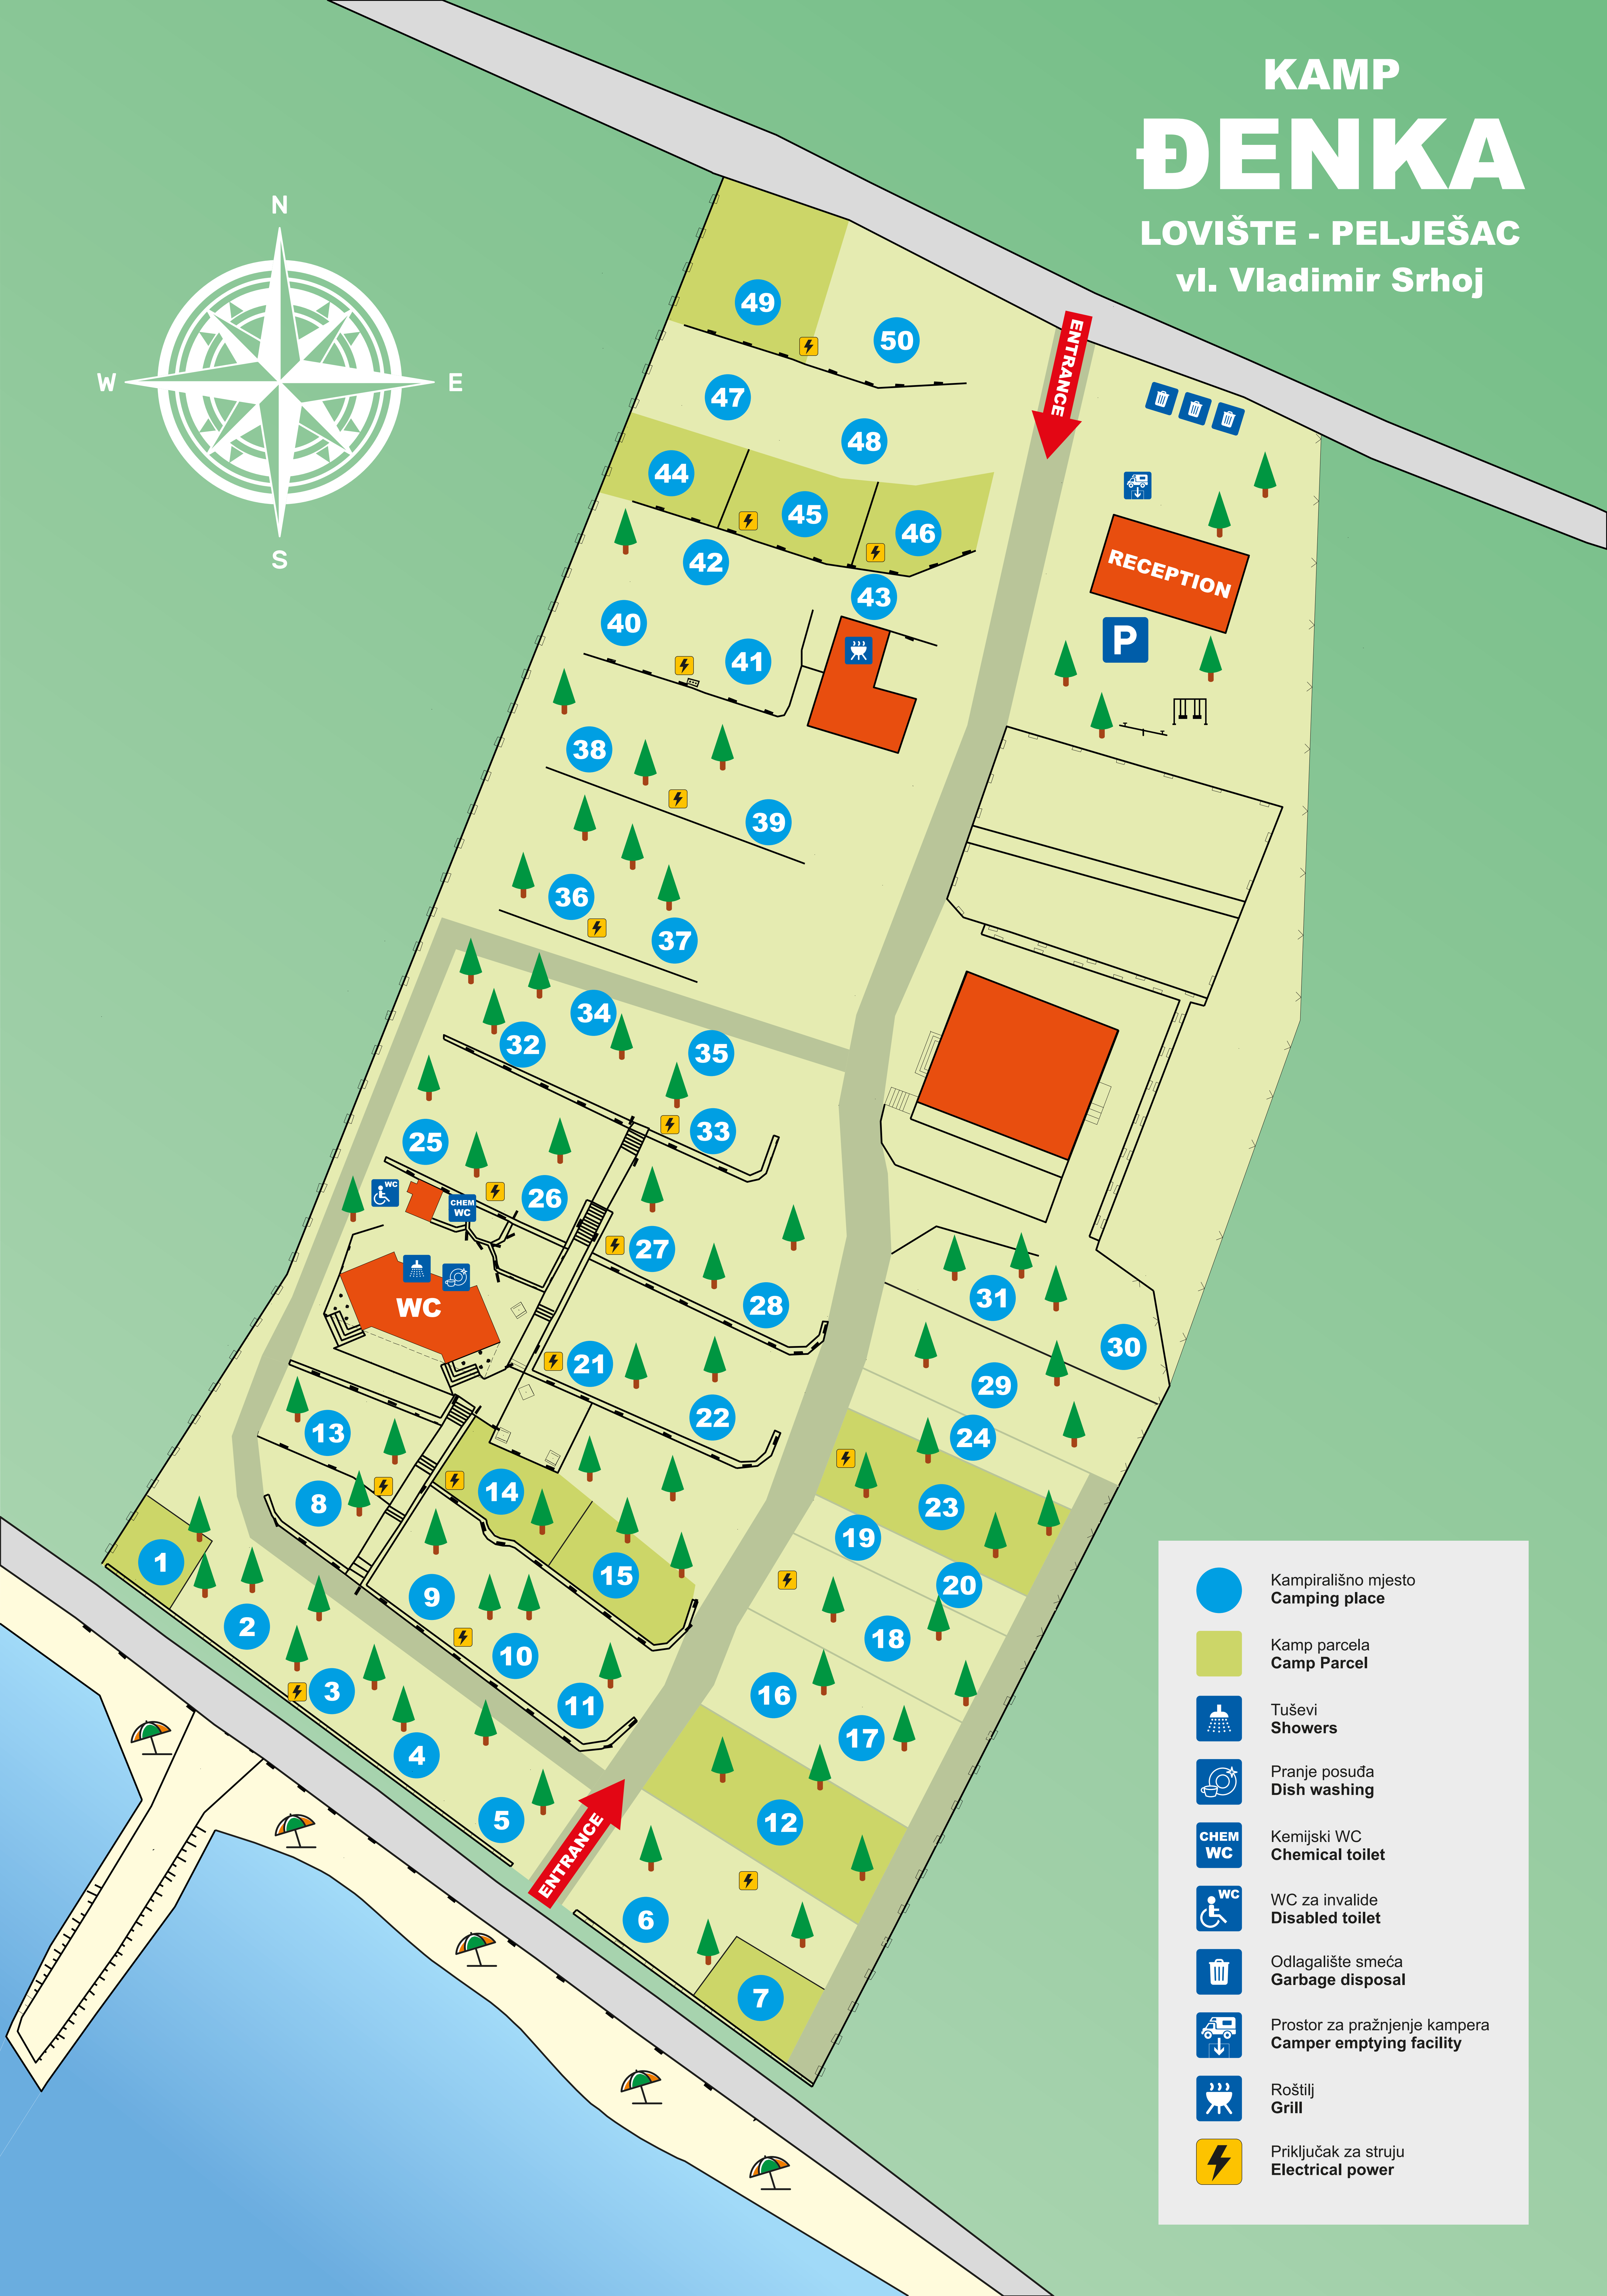 KAMP
ĐENKA
LOVIŠTE - PELJEŠAC
vl. Vladimir Srhoj
N
W
E
S
ENTRANCE
49
50
47
48
44
45
46
42
43
RECEPTION
P
40
41
38
39
36
37
34
32
35
33
25
WC
CHEM
WC
26
27
28
31
30
WC
21
22
29
24
13
14
23
8
19
1
15
20
9
2
18
10
3
16
11
17
4
5
12
ENTRANCE
6
7
Kampirališno mjesto
Camping place
Kamp parcela
Camp Parcel
Tuševi
Showers
Pranje posuđa
Dish washing
CHEM
WC
Kemijski WC
Chemical toilet
WC
WC za invalide
Disabled toilet
Odlagalište smeća
Garbage disposal
Prostor za pražnjenje kampera
Camper emptying facility
Roštilj
Grill
Priključak za struju
Electrical power